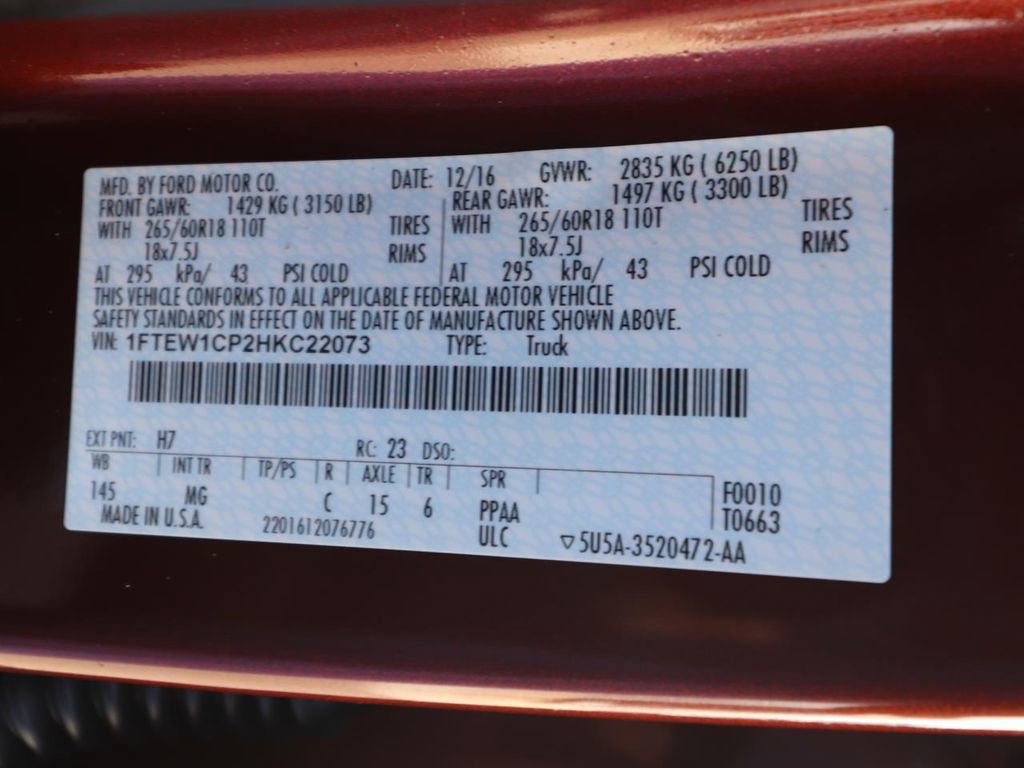 MFD. BY FORD MOTOR CO. DATE: 12/16 GVWR: 2835 KG ( 6250 LB)
FRONT GAWR: 1429 KG ( 3150 LB) REAR GAWR: 1497 KG ( 3300 LB)
WITH 265/60R18 110T TIRES WITH 265/60R18 110T TIRES
18x7.5J RIMS 18x7.5J RIMS
AT 295 kPa/ 43 PSI COLD AT 295 kPa/ 43 PSI COLD
THIS VEHICLE CONFORMS TO ALL APPLICABLE FEDERAL MOTOR VEHICLE
SAFETY STANDARDS IN EFFECT ON THE DATE OF MANUFACTURE SHOWN ABOVE.
VIN: 1FTEW1CP2HKC22073 TYPE: Truck
EXT PNT: H7 RC: 23 DSO:
WB INT TR TP/PS R AXLE TR SPR
145 MG C 15 6 PPAA F0010
MADE IN U.S.A. 2201612076776 ULC T0663
▽5U5A-3520472-AA